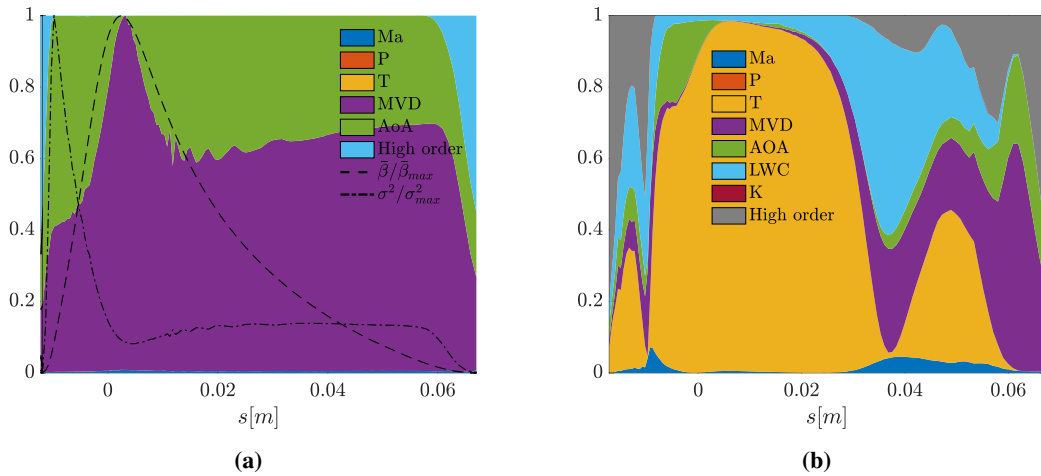 1
0.8
0.6
0.4
0.2
0
0 0.02 0.04 0.06
s[m]
Ma
P
T
MVD
AoA
High order
β̄/β̄max
σ²/σ²max
(a)
1
0.8
0.6
0.4
0.2
0
0 0.02 0.04 0.06
s[m]
Ma
P
T
MVD
AOA
LWC
K
High order
(b)